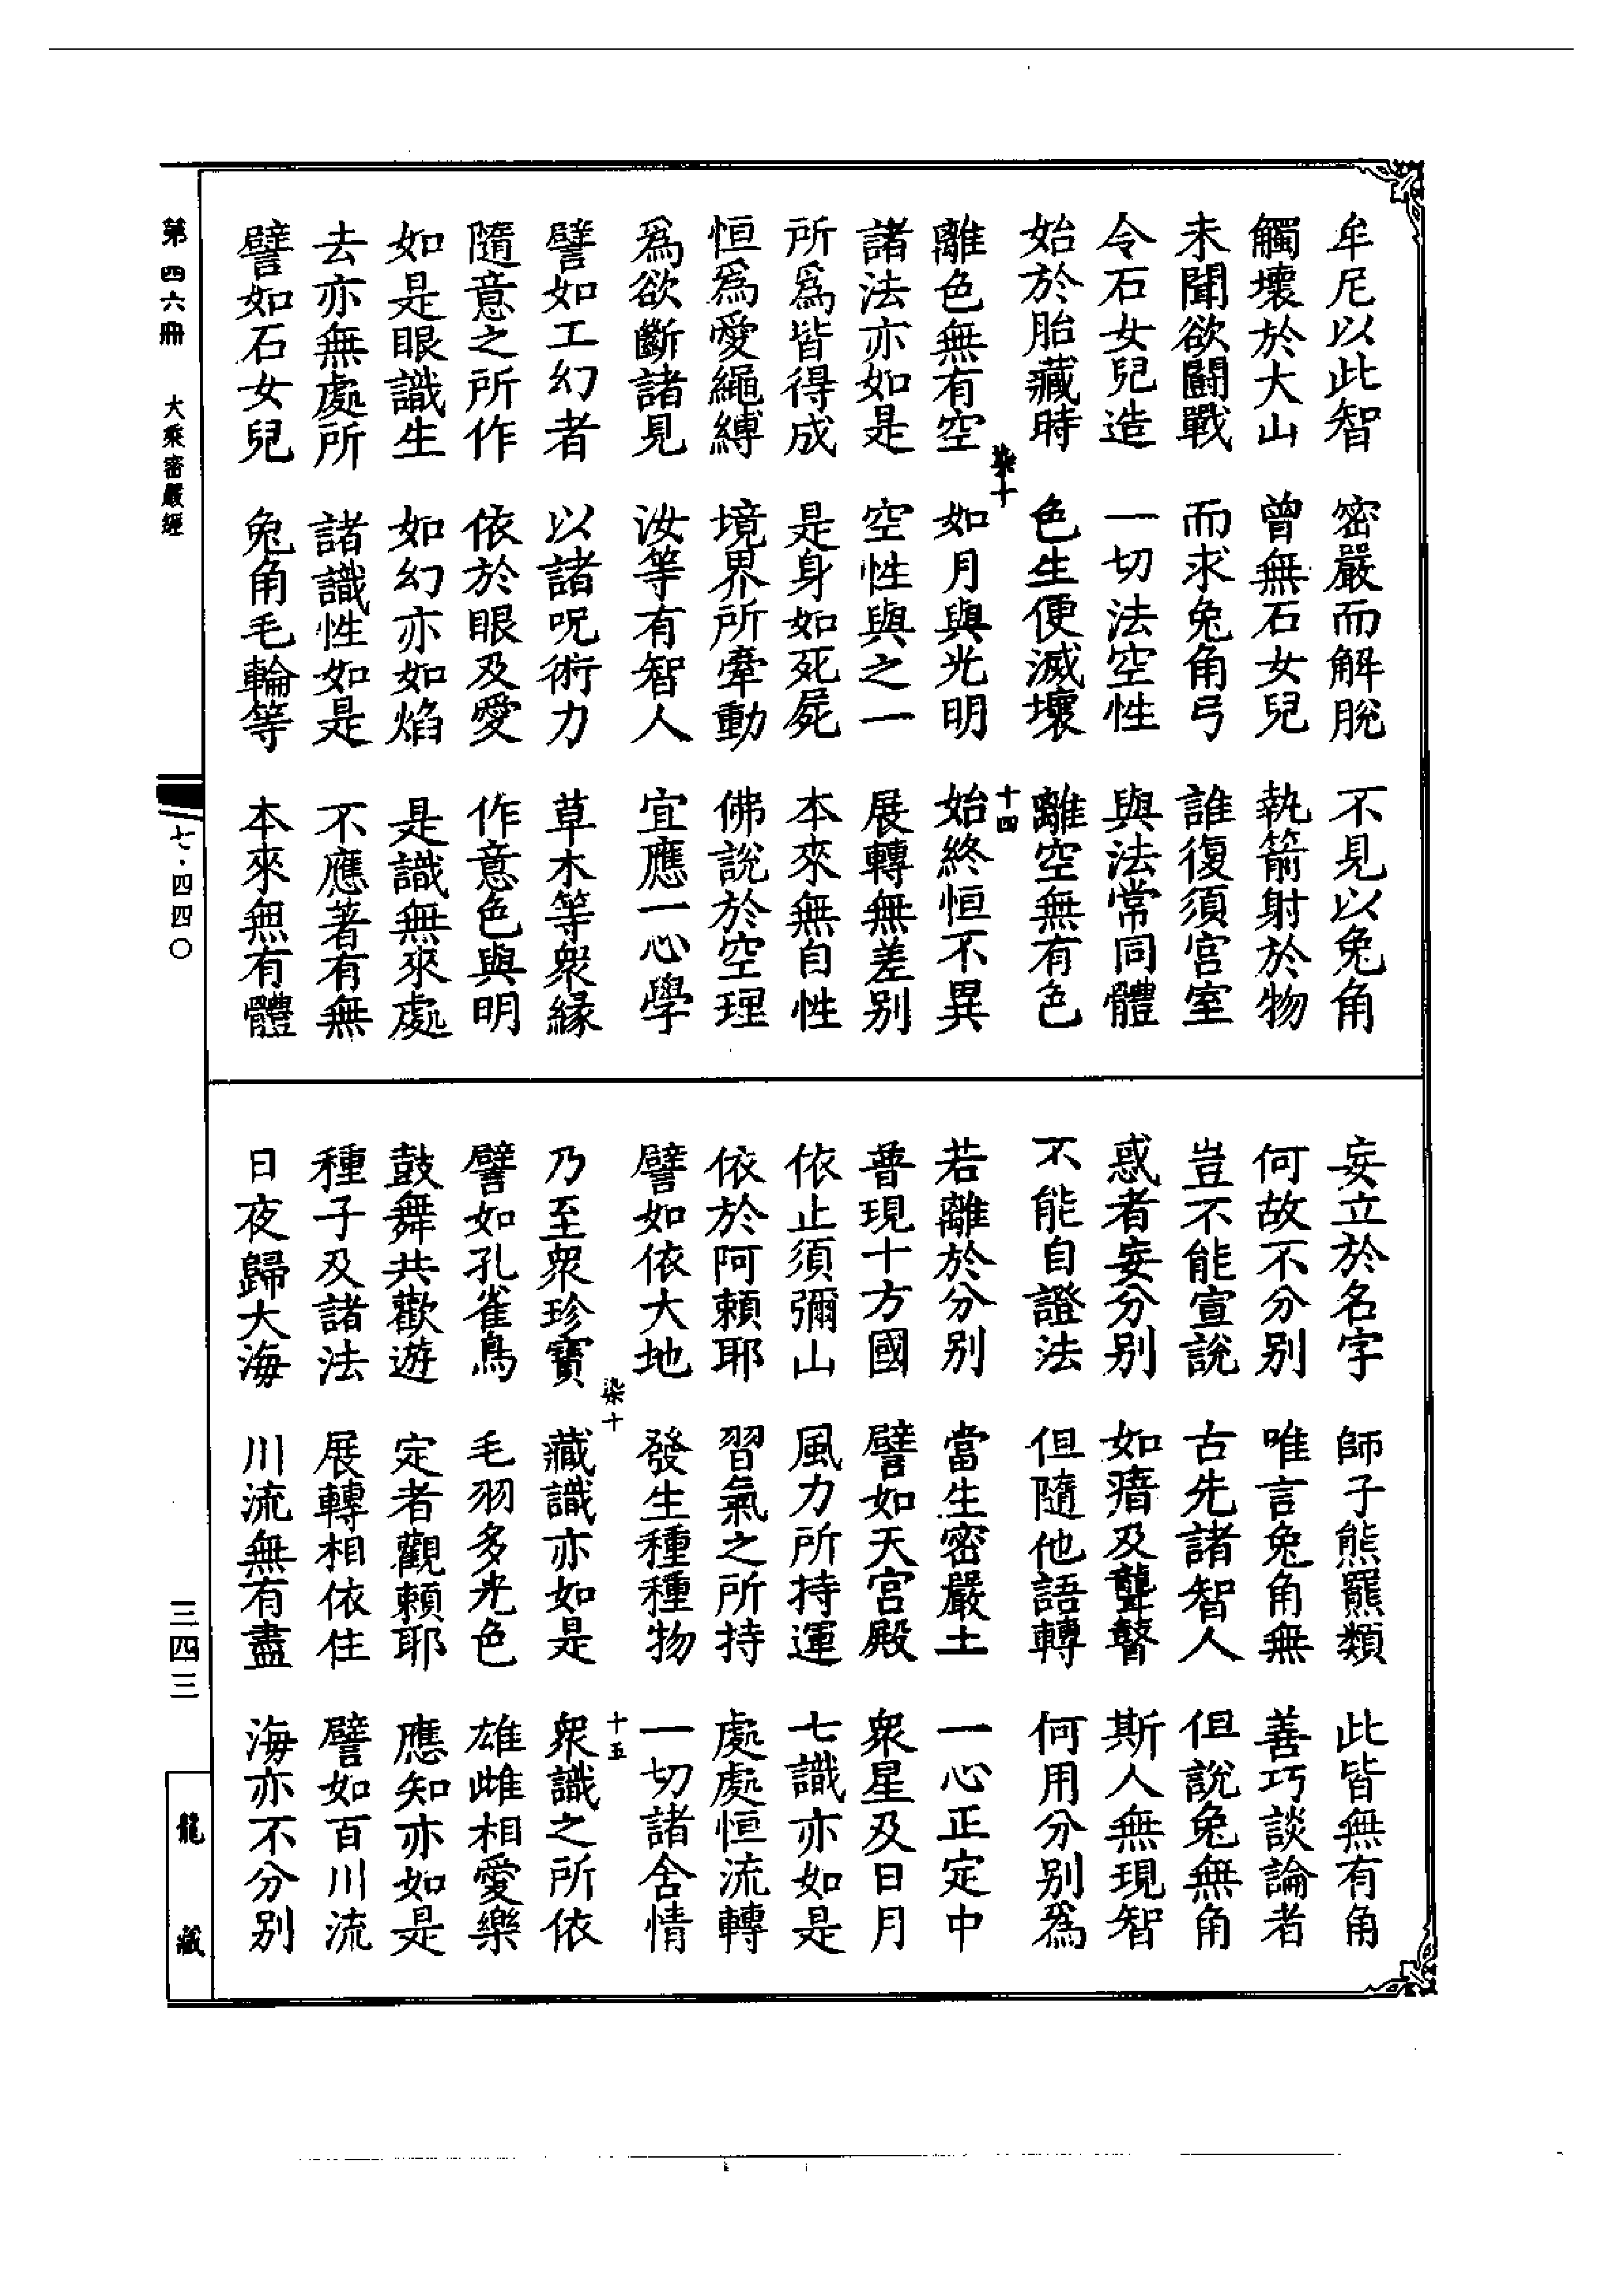 牟尼以此智　密嚴而解脫　不見以兔角
觸壞於大山　曾無石女兒　執箭射於物
未聞欲鬪戰　而求兔角弓　誰復須宮室
令石女兒造　一切法空性　與法常同體
始於胎藏時　色生便滅壞　離空無有色
染十　十四
離色無有空　如月與光明　始終恒不異
諸法亦如是　空性與之一　展轉無差別
所爲皆得成　是身如死屍　本來無自性
恒爲愛繩縛　境界所牽動　佛說於空理
爲欲斷諸見　汝等有智人　宜應一心學
譬如工幻者　以諸呪術力　草木等衆緣
隨意之所作　依於眼及愛　作意色與明
如是眼識生　如幻亦如焰　是識無來處
去亦無處所　諸識性如是　不應著有無
譬如石女兒　兔角毛輪等　本來無有體
妄立於名字　師子熊羆類　此皆無有角
何故不分別　唯言兔角無　善巧談論者
豈不能宣說　古先諸智人　但說兔無角
惑者妄分別　如瘖及聾瞽　斯人無現智
不能自證法　但隨他語轉　何用分別爲
若離於分別　當生密嚴土　一心正定中
普現十方國　譬如天宮殿　衆星及日月
依止須彌山　風力所持運　七識亦如是
依於阿賴耶　習氣之所持　處處恒流轉
譬如依大地　發生種種物　一切諸含情
染十　十五
乃至衆珍寶　藏識亦如是　衆識之所依
譬如孔雀鳥　毛羽多光色　雄雌相愛樂
鼓舞共歡遊　定者觀賴耶　應知亦如是
種子及諸法　展轉相依住　譬如百川流
日夜歸大海　川流無有盡　海亦不分別
第四六冊　大乘密嚴經
七·四四〇
三四三
龍藏